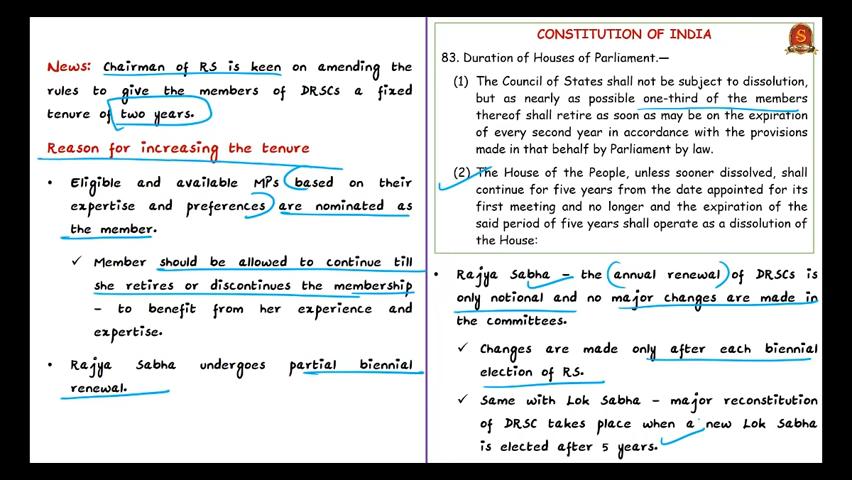 News: Chairman of RS is keen on amending the
rules to give the members of DRSCs a fixed
tenure of two years.
Reason for increasing the tenure
• Eligible and available MPs based on their
expertise and preferences are nominated as
the member.
✓ Member should be allowed to continue till
she retires or discontinues the membership
– to benefit from her experience and
expertise.
• Rajya Sabha undergoes partial biennial
renewal.
CONSTITUTION OF INDIA
83. Duration of Houses of Parliament.—
(1) The Council of States shall not be subject to dissolution,
but as nearly as possible one-third of the members
thereof shall retire as soon as may be on the expiration
of every second year in accordance with the provisions
made in that behalf by Parliament by law.
(2) The House of the People, unless sooner dissolved, shall
continue for five years from the date appointed for its
first meeting and no longer and the expiration of the
said period of five years shall operate as a dissolution of
the House:
• Rajya Sabha – the annual renewal of DRSCs is
only notional and no major changes are made in
the committees.
✓ Changes are made only after each biennial
election of RS.
✓ Same with Lok Sabha – major reconstitution
of DRSC takes place when a new Lok Sabha
is elected after 5 years.